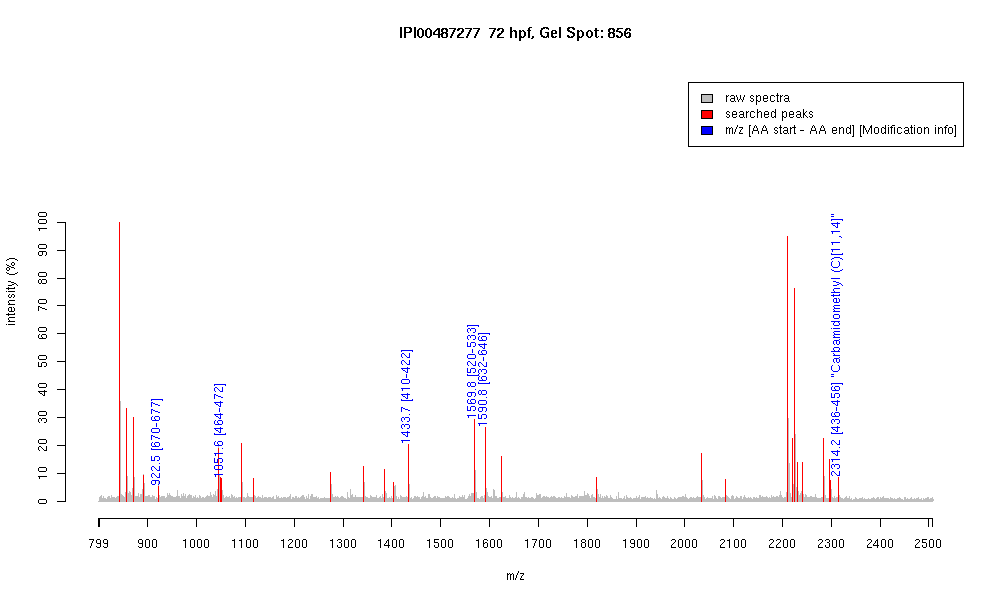 IPI00487277 72 hpf, Gel Spot: 856
raw spectra
searched peaks
m/z [AA start - AA end] [Modification info]
intensity (%)
100
90
80
70
60
50
40
30
20
10
0
922.5 [670-677]
1051.6 [464-472]
1433.7 [410-422]
1569.8 [520-533]
1590.8 [632-646]
2314.2 [436-456] "Carbamidomethyl (C)[11,14]"
799 900 1000 1100 1200 1300 1400 1500 1600 1700 1800 1900 2000 2100 2200 2300 2400 2500
m/z